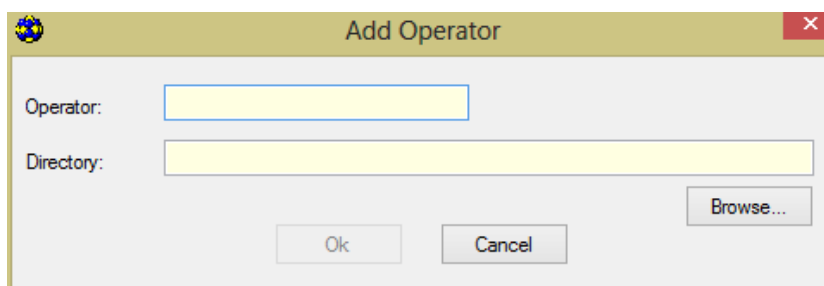 Add Operator
Operator:
Directory:
Browse...
Ok Cancel